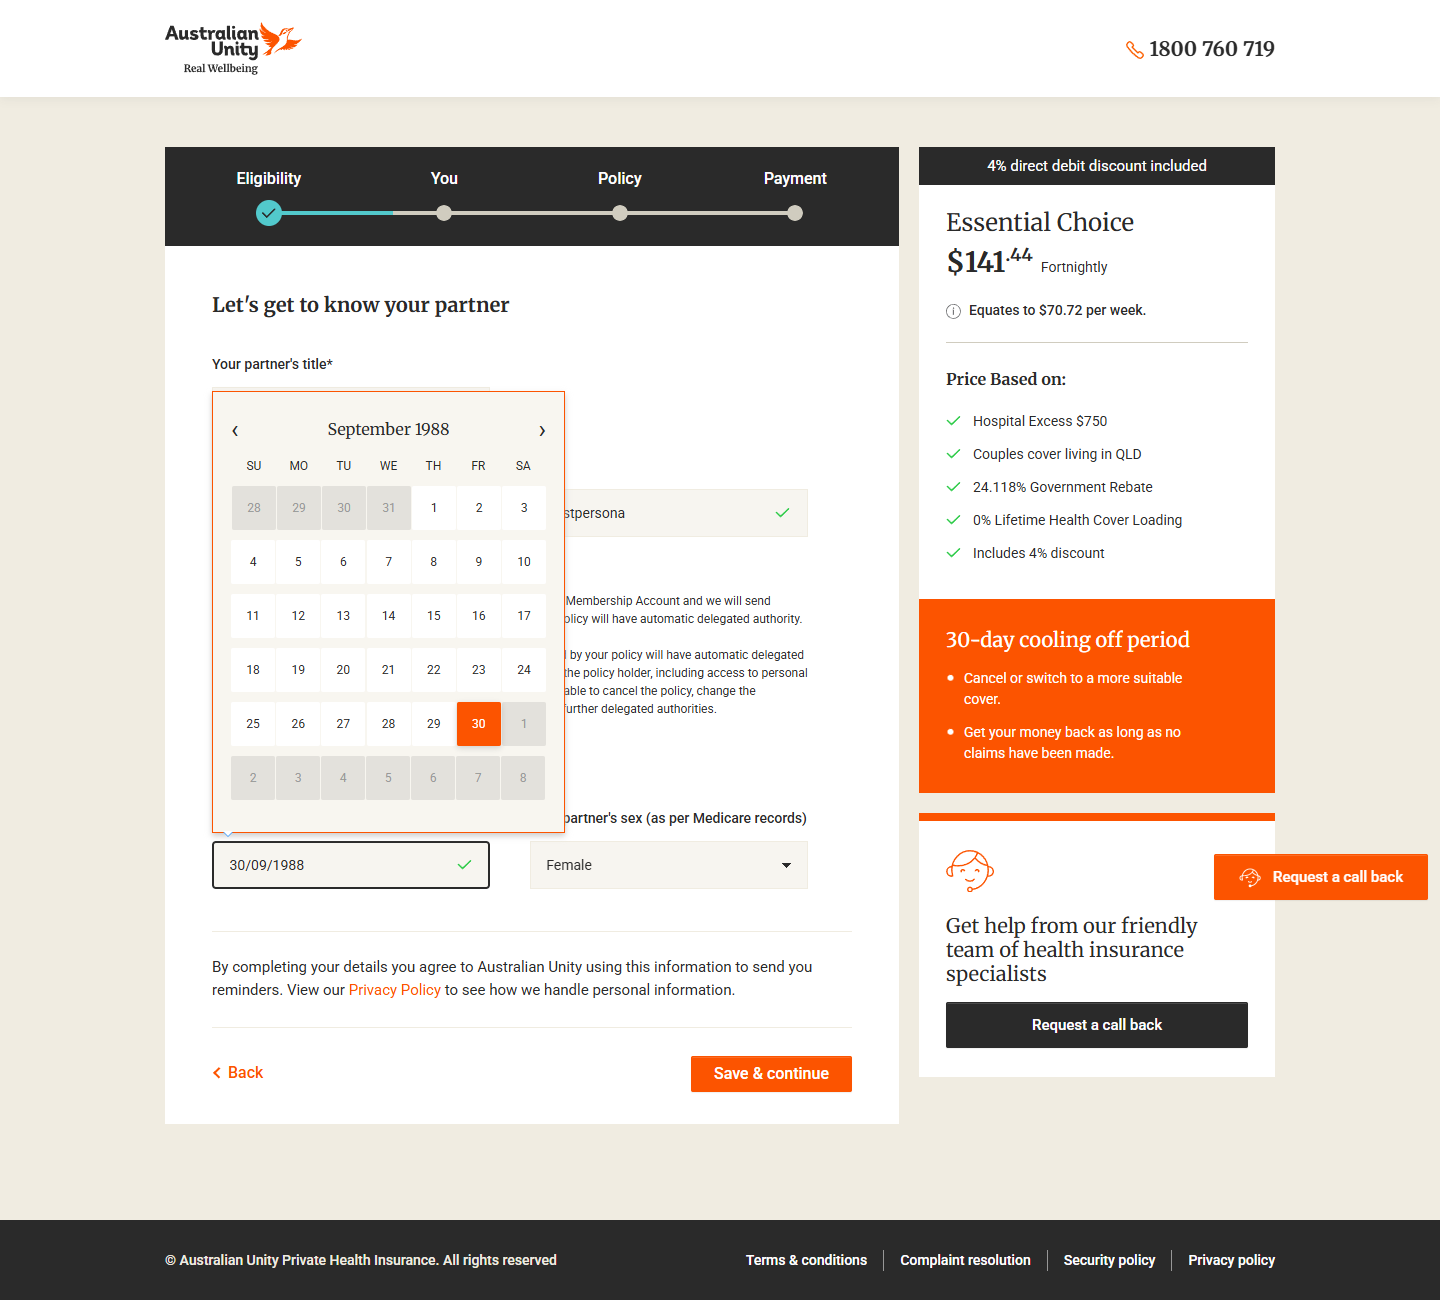 Australian
Unity
Real Wellbeing
1800 760 719
Eligibility
You
Policy
Payment
Let's get to know your partner
Your partner's title*
September 1988
SU MO TU WE TH FR SA
28 29 30 31 1 2 3
4 5 6 7 8 9 10
11 12 13 14 15 16 17
18 19 20 21 22 23 24
25 26 27 28 29 30 1
2 3 4 5 6 7 8
stpersona
Membership Account and we will send
olicy will have automatic delegated authority.
by your policy will have automatic delegated
the policy holder, including access to personal
able to cancel the policy, change the
further delegated authorities.
partner's sex (as per Medicare records)
30/09/1988
Female
By completing your details you agree to Australian Unity using this information to send you
reminders. View our Privacy Policy to see how we handle personal information.
Back
Save & continue
4% direct debit discount included
Essential Choice
$141.44 Fortnightly
Equates to $70.72 per week.
Price Based on:
Hospital Excess $750
Couples cover living in QLD
24.118% Government Rebate
0% Lifetime Health Cover Loading
Includes 4% discount
30-day cooling off period
Cancel or switch to a more suitable
cover.
Get your money back as long as no
claims have been made.
Request a call back
Get help from our friendly
team of health insurance
specialists
Request a call back
© Australian Unity Private Health Insurance. All rights reserved
Terms & conditions
Complaint resolution
Security policy
Privacy policy